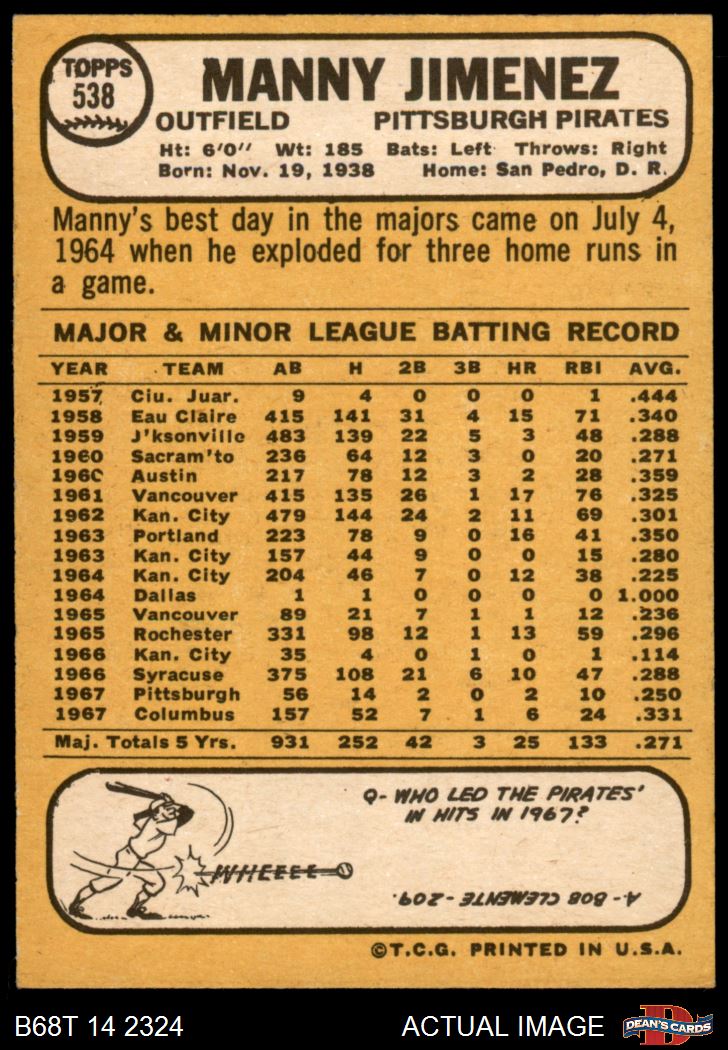 TOPPS
538
MANNY JIMENEZ
OUTFIELD PITTSBURGH PIRATES
Ht: 6'0" Wt: 185 Bats: Left Throws: Right
Born: Nov. 19, 1938 Home: San Pedro, D. R.
Manny's best day in the majors came on July 4,
1964 when he exploded for three home runs in
a game.
MAJOR & MINOR LEAGUE BATTING RECORD
YEAR TEAM AB H 2B 3B HR RBI AVG.
1957 Ciu. Juar. 9 4 0 0 0 1 .444
1958 Eau Claire 415 141 31 4 15 71 .340
1959 J'ksonville 483 139 22 5 3 48 .288
1960 Sacram'to 236 64 12 3 0 20 .271
1960 Austin 217 78 12 3 2 28 .359
1961 Vancouver 415 135 26 1 17 76 .325
1962 Kan. City 479 144 24 2 11 69 .301
1963 Portland 223 78 9 0 16 41 .350
1963 Kan. City 157 44 9 0 0 15 .280
1964 Kan. City 204 46 7 0 12 38 .225
1964 Dallas 1 1 0 0 0 0 1.000
1965 Vancouver 89 21 7 1 1 12 .236
1965 Rochester 331 98 12 1 13 59 .296
1966 Kan. City 35 4 0 1 0 1 .114
1966 Syracuse 375 108 21 6 10 47 .288
1967 Pittsburgh 56 14 2 0 2 10 .250
1967 Columbus 157 52 7 1 6 24 .331
Maj. Totals 5 Yrs. 931 252 42 3 25 133 .271
Q- WHO LED THE PIRATES'
IN HITS IN 1967?
WHEEEE
A- BOB CLEMENTE - 209.
©T.C.G. PRINTED IN U.S.A.
B68T 14 2324 ACTUAL IMAGE
D
DEAN'S CARDS